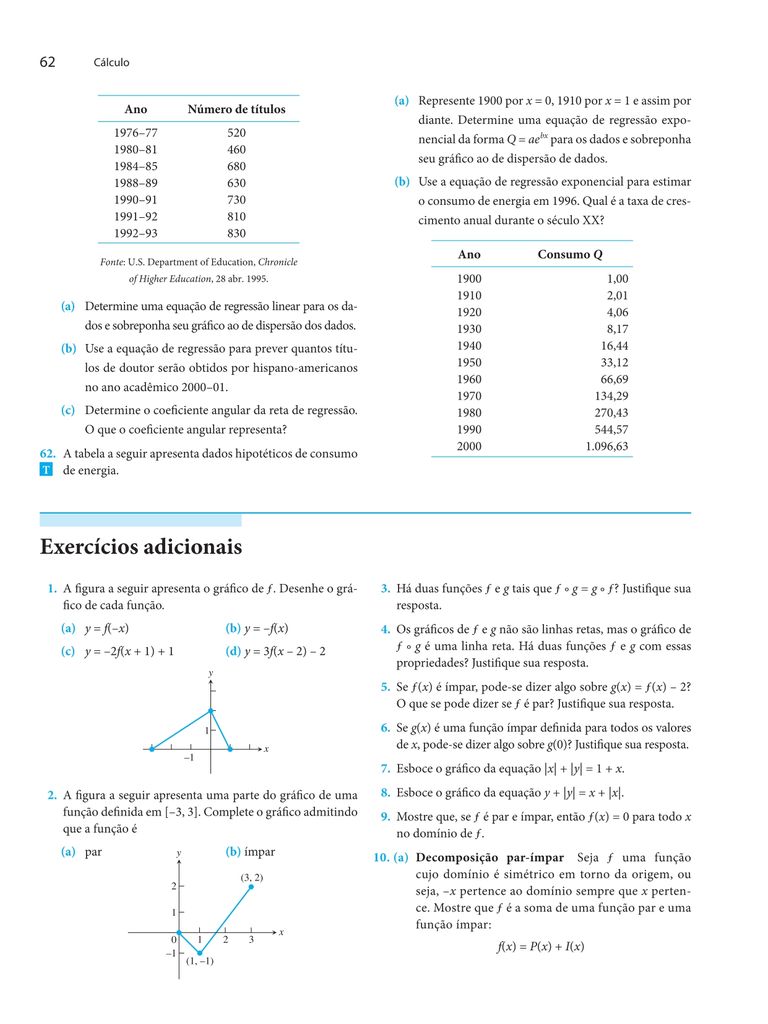 62 Cálculo
Ano Número de títulos
1976–77 520
1980–81 460
1984–85 680
1988–89 630
1990–91 730
1991–92 810
1992–93 830
Fonte: U.S. Department of Education, Chronicle
of Higher Education, 28 abr. 1995.
(a) Determine uma equação de regressão linear para os da-
dos e sobreponha seu gráfico ao de dispersão dos dados.
(b) Use a equação de regressão para prever quantos títu-
los de doutor serão obtidos por hispano-americanos
no ano acadêmico 2000–01.
(c) Determine o coeficiente angular da reta de regressão.
O que o coeficiente angular representa?
62. A tabela a seguir apresenta dados hipotéticos de consumo
T de energia.
(a) Represente 1900 por x = 0, 1910 por x = 1 e assim por
diante. Determine uma equação de regressão expo-
nencial da forma Q = ae^{bx} para os dados e sobreponha
seu gráfico ao de dispersão de dados.
(b) Use a equação de regressão exponencial para estimar
o consumo de energia em 1996. Qual é a taxa de cres-
cimento anual durante o século XX?
Ano Consumo Q
1900 1,00
1910 2,01
1920 4,06
1930 8,17
1940 16,44
1950 33,12
1960 66,69
1970 134,29
1980 270,43
1990 544,57
2000 1.096,63
Exercícios adicionais
1. A figura a seguir apresenta o gráfico de f. Desenhe o grá-
fico de cada função.
(a) y = f(–x) (b) y = –f(x)
(c) y = –2f(x + 1) + 1 (d) y = 3f(x – 2) – 2
y
1
x
–1
2. A figura a seguir apresenta uma parte do gráfico de uma
função definida em [–3, 3]. Complete o gráfico admitindo
que a função é
(a) par (b) ímpar
y
(3, 2)
2
1
x
0 1 2 3
–1
(1, –1)
3. Há duas funções f e g tais que f ∘ g = g ∘ f? Justifique sua
resposta.
4. Os gráficos de f e g não são linhas retas, mas o gráfico de
f ∘ g é uma linha reta. Há duas funções f e g com essas
propriedades? Justifique sua resposta.
5. Se f(x) é ímpar, pode-se dizer algo sobre g(x) = f(x) – 2?
O que se pode dizer se f é par? Justifique sua resposta.
6. Se g(x) é uma função ímpar definida para todos os valores
de x, pode-se dizer algo sobre g(0)? Justifique sua resposta.
7. Esboce o gráfico da equação |x| + |y| = 1 + x.
8. Esboce o gráfico da equação y + |y| = x + |x|.
9. Mostre que, se f é par e ímpar, então f(x) = 0 para todo x
no domínio de f.
10. (a) Decomposição par-ímpar Seja f uma função
cujo domínio é simétrico em torno da origem, ou
seja, –x pertence ao domínio sempre que x perten-
ce. Mostre que f é a soma de uma função par e uma
função ímpar:
f(x) = P(x) + I(x)